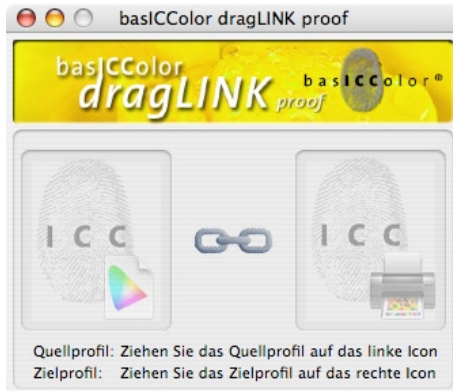 basICColor dragLINK proof
basICColor
dragLINK proof
basICColor®
ICC
ICC
Quellprofil: Ziehen Sie das Quellprofil auf das linke Icon
Zielprofil: Ziehen Sie das Zielprofil auf das rechte Icon